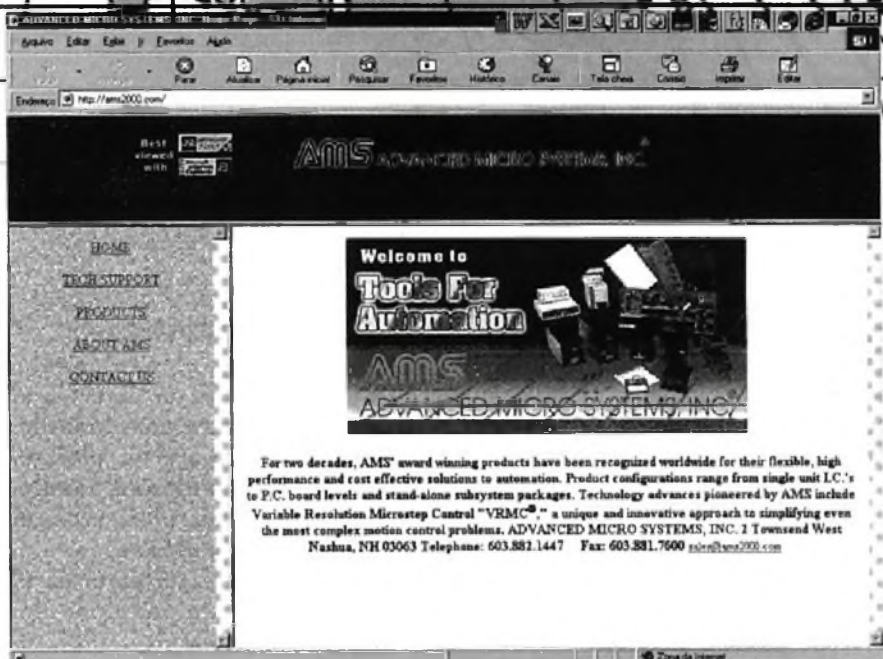 ADVANCED MICRO SYSTEMS, INC. Home Page
Arquivo Editar Exibir Ir Favoritos Ajuda
Parar Atualizar Página inicial Pesquisar Favoritos Histórico Canais Tela cheia Correio Imprimir Editar
Endereço http://ams2000.com/
Best
viewed
with
AMS ADVANCED MICRO SYSTEMS, INC.
HOME
TECH SUPPORT
PRODUCTS
ABOUT AMS
CONTACT US
Welcome to
Tools For
Automation
AMS
ADVANCED MICRO SYSTEMS, INC.
For two decades, AMS' award winning products have been recognized worldwide for their flexible, high
performance and cost effective solutions to automation. Product configurations range from single unit I.C.'s
to P.C. board levels and stand-alone subsystem packages. Technology advances pioneered by AMS include
Variable Resolution Microstep Control "VRMC®," a unique and innovative approach to simplifying even
the most complex motion control problems. ADVANCED MICRO SYSTEMS, INC. 2 Townsend West
Nashua, NH 03063 Telephone: 603.882.1447 Fax: 603.881.7600 sales@ams2000.com
Zona da Internet